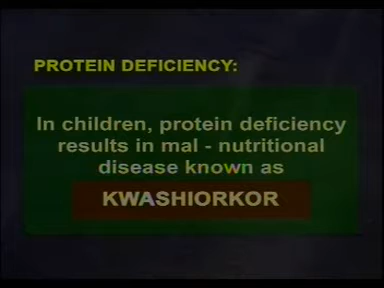 PROTEIN DEFICIENCY:
In children, protein deficiency
results in mal - nutritional
disease known as
KWASHIORKOR